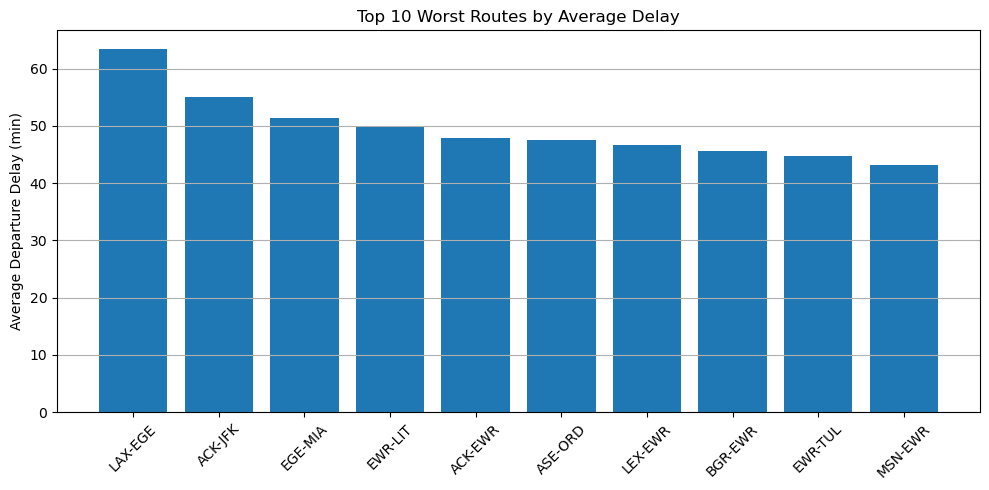 Top 10 Worst Routes by Average Delay
Average Departure Delay (min)
60
50
40
30
20
10
0
LAX-EGE
ACK-JFK
EGE-MIA
EWR-LIT
ACK-EWR
ASE-ORD
LEX-EWR
BGR-EWR
EWR-TUL
MSN-EWR